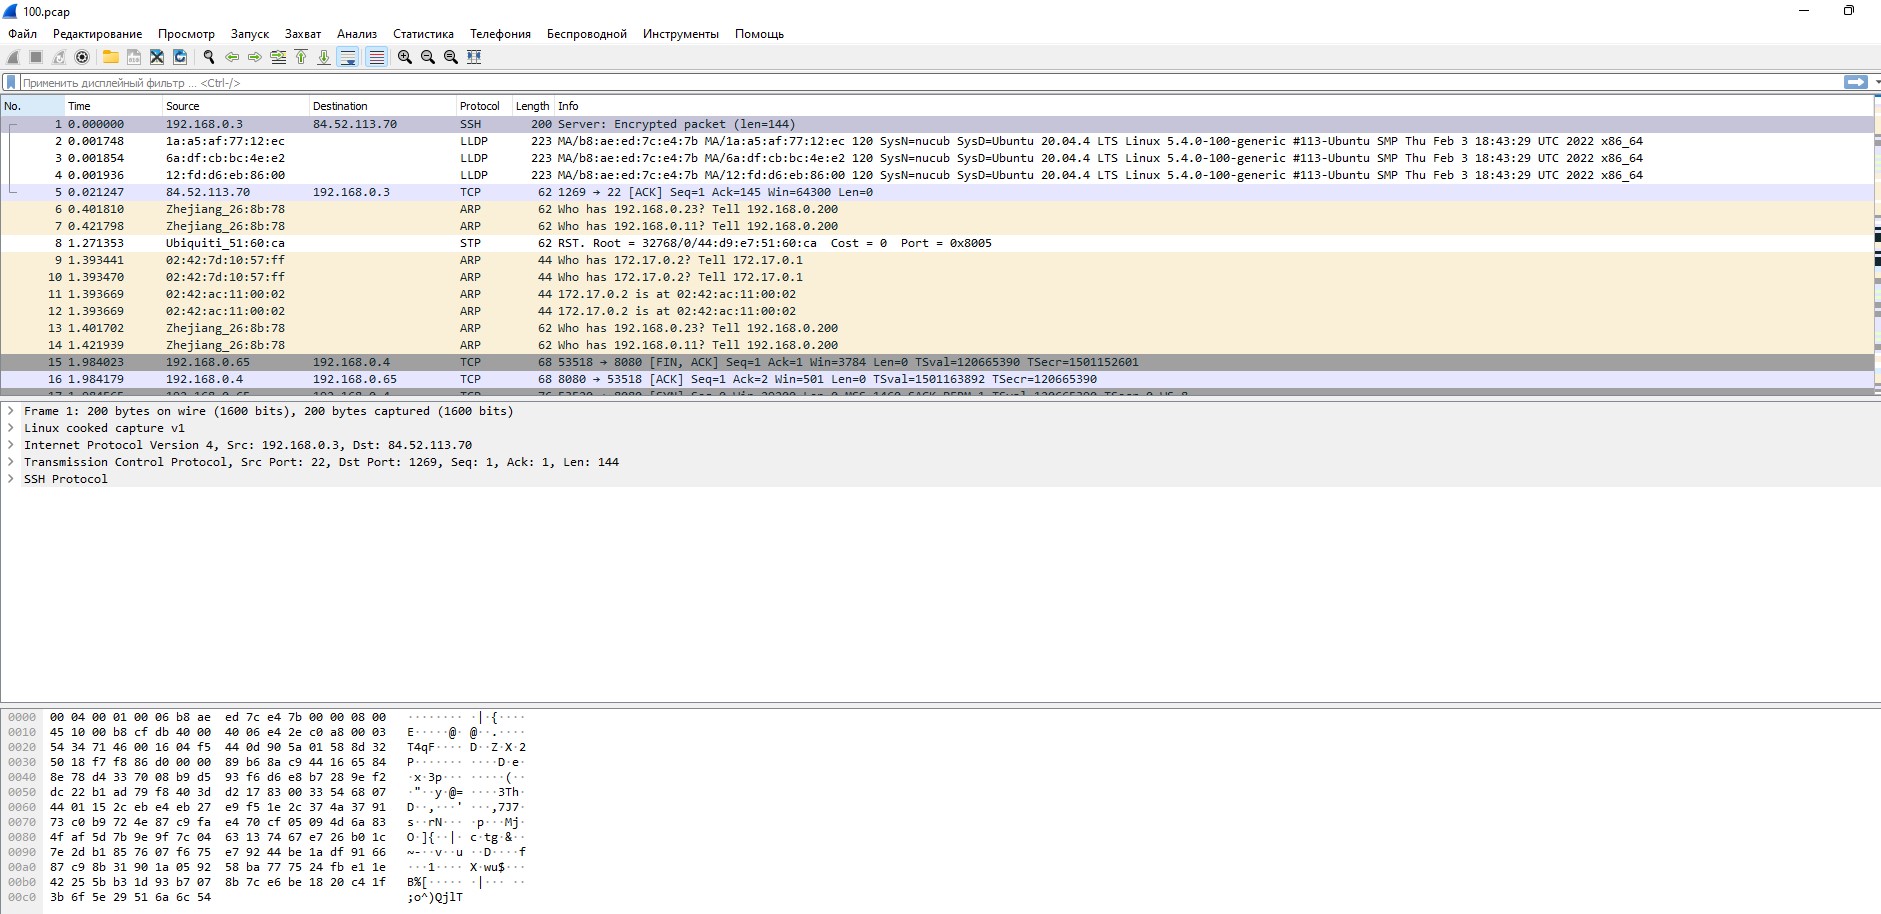 100.pcap
Файл Редактирование Просмотр Запуск Захват Анализ Статистика Телефония Беспроводной Инструменты Помощь
Применить дисплейный фильтр ... <Ctrl-/>
No. Time Source Destination Protocol Length Info
1 0.000000 192.168.0.3 84.52.113.70 SSH 200 Server: Encrypted packet (len=144)
2 0.001748 1a:a5:af:77:12:ec LLDP 223 MA/b8:ae:ed:7c:e4:7b MA/1a:a5:af:77:12:ec 120 SysN=nucub SysD=Ubuntu 20.04.4 LTS Linux 5.4.0-100-generic #113-Ubuntu SMP Thu Feb 3 18:43:29 UTC 2022 x86_64
3 0.001854 6a:df:cb:bc:4e:e2 LLDP 223 MA/b8:ae:ed:7c:e4:7b MA/6a:df:cb:bc:4e:e2 120 SysN=nucub SysD=Ubuntu 20.04.4 LTS Linux 5.4.0-100-generic #113-Ubuntu SMP Thu Feb 3 18:43:29 UTC 2022 x86_64
4 0.001936 12:fd:d6:eb:86:00 LLDP 223 MA/b8:ae:ed:7c:e4:7b MA/12:fd:d6:eb:86:00 120 SysN=nucub SysD=Ubuntu 20.04.4 LTS Linux 5.4.0-100-generic #113-Ubuntu SMP Thu Feb 3 18:43:29 UTC 2022 x86_64
5 0.021247 84.52.113.70 192.168.0.3 TCP 62 1269 → 22 [ACK] Seq=1 Ack=145 Win=64300 Len=0
6 0.401810 Zhejiang_26:8b:78 ARP 62 Who has 192.168.0.23? Tell 192.168.0.200
7 0.421798 Zhejiang_26:8b:78 ARP 62 Who has 192.168.0.11? Tell 192.168.0.200
8 1.271353 Ubiquiti_51:60:ca STP 62 RST. Root = 32768/0/44:d9:e7:51:60:ca Cost = 0 Port = 0x8005
9 1.393441 02:42:7d:10:57:ff ARP 44 Who has 172.17.0.2? Tell 172.17.0.1
10 1.393470 02:42:7d:10:57:ff ARP 44 Who has 172.17.0.2? Tell 172.17.0.1
11 1.393669 02:42:ac:11:00:02 ARP 44 172.17.0.2 is at 02:42:ac:11:00:02
12 1.393669 02:42:ac:11:00:02 ARP 44 172.17.0.2 is at 02:42:ac:11:00:02
13 1.401702 Zhejiang_26:8b:78 ARP 62 Who has 192.168.0.23? Tell 192.168.0.200
14 1.421939 Zhejiang_26:8b:78 ARP 62 Who has 192.168.0.11? Tell 192.168.0.200
15 1.984023 192.168.0.65 192.168.0.4 TCP 68 53518 → 8080 [FIN, ACK] Seq=1 Ack=1 Win=3784 Len=0 TSval=120665390 TSecr=1501152601
16 1.984179 192.168.0.4 192.168.0.65 TCP 68 8080 → 53518 [ACK] Seq=1 Ack=2 Win=501 Len=0 TSval=1501163892 TSecr=120665390
Frame 1: 200 bytes on wire (1600 bits), 200 bytes captured (1600 bits)
Linux cooked capture v1
Internet Protocol Version 4, Src: 192.168.0.3, Dst: 84.52.113.70
Transmission Control Protocol, Src Port: 22, Dst Port: 1269, Seq: 1, Ack: 1, Len: 144
SSH Protocol
0000 00 04 00 01 00 06 b8 ae ed 7c e4 7b 00 00 08 00 ········ ·|·{····
0010 45 10 00 b8 cf db 40 00 40 06 e4 2e c0 a8 00 03 E·····@· @··.····
0020 54 34 71 46 00 16 04 f5 44 0d 90 5a 01 58 8d 32 T4qF···· D··Z·X·2
0030 50 18 f7 f8 86 d0 00 00 89 b6 8a c9 44 16 65 84 P······· ····D·e·
0040 8e 78 d4 33 70 08 b9 d5 93 f6 d6 e8 b7 28 9e f2 ·x·3p··· ·····(··
0050 dc 22 b1 ad 79 f8 40 3d d2 17 83 00 33 54 68 07 ·"··y·@= ····3Th·
0060 44 01 15 2c eb e4 eb 27 e9 f5 1e 2c 37 4a 37 91 D··,···' ···,7J7·
0070 73 c0 b9 72 4e 87 c9 fa e4 70 cf 05 09 4d 6a 83 s··rN··· ·p···Mj·
0080 4f af 5d 7b 9e 9f 7c 04 63 13 74 67 e7 26 b0 1c O·]{··|· c·tg·&··
0090 7e 2d b1 85 76 07 f6 75 e7 92 44 be 1a df 91 66 ~-··v··u ··D····f
00a0 87 c9 8b 31 90 1a 05 92 58 ba 77 75 24 fb e1 1e ···1···· X·wu$···
00b0 42 25 5b b3 1d 93 b7 07 8b 7c e6 be 18 20 c4 1f B%[····· ·|··· ··
00c0 3b 6f 5e 29 51 6a 6c 54 ;o^)QjlT